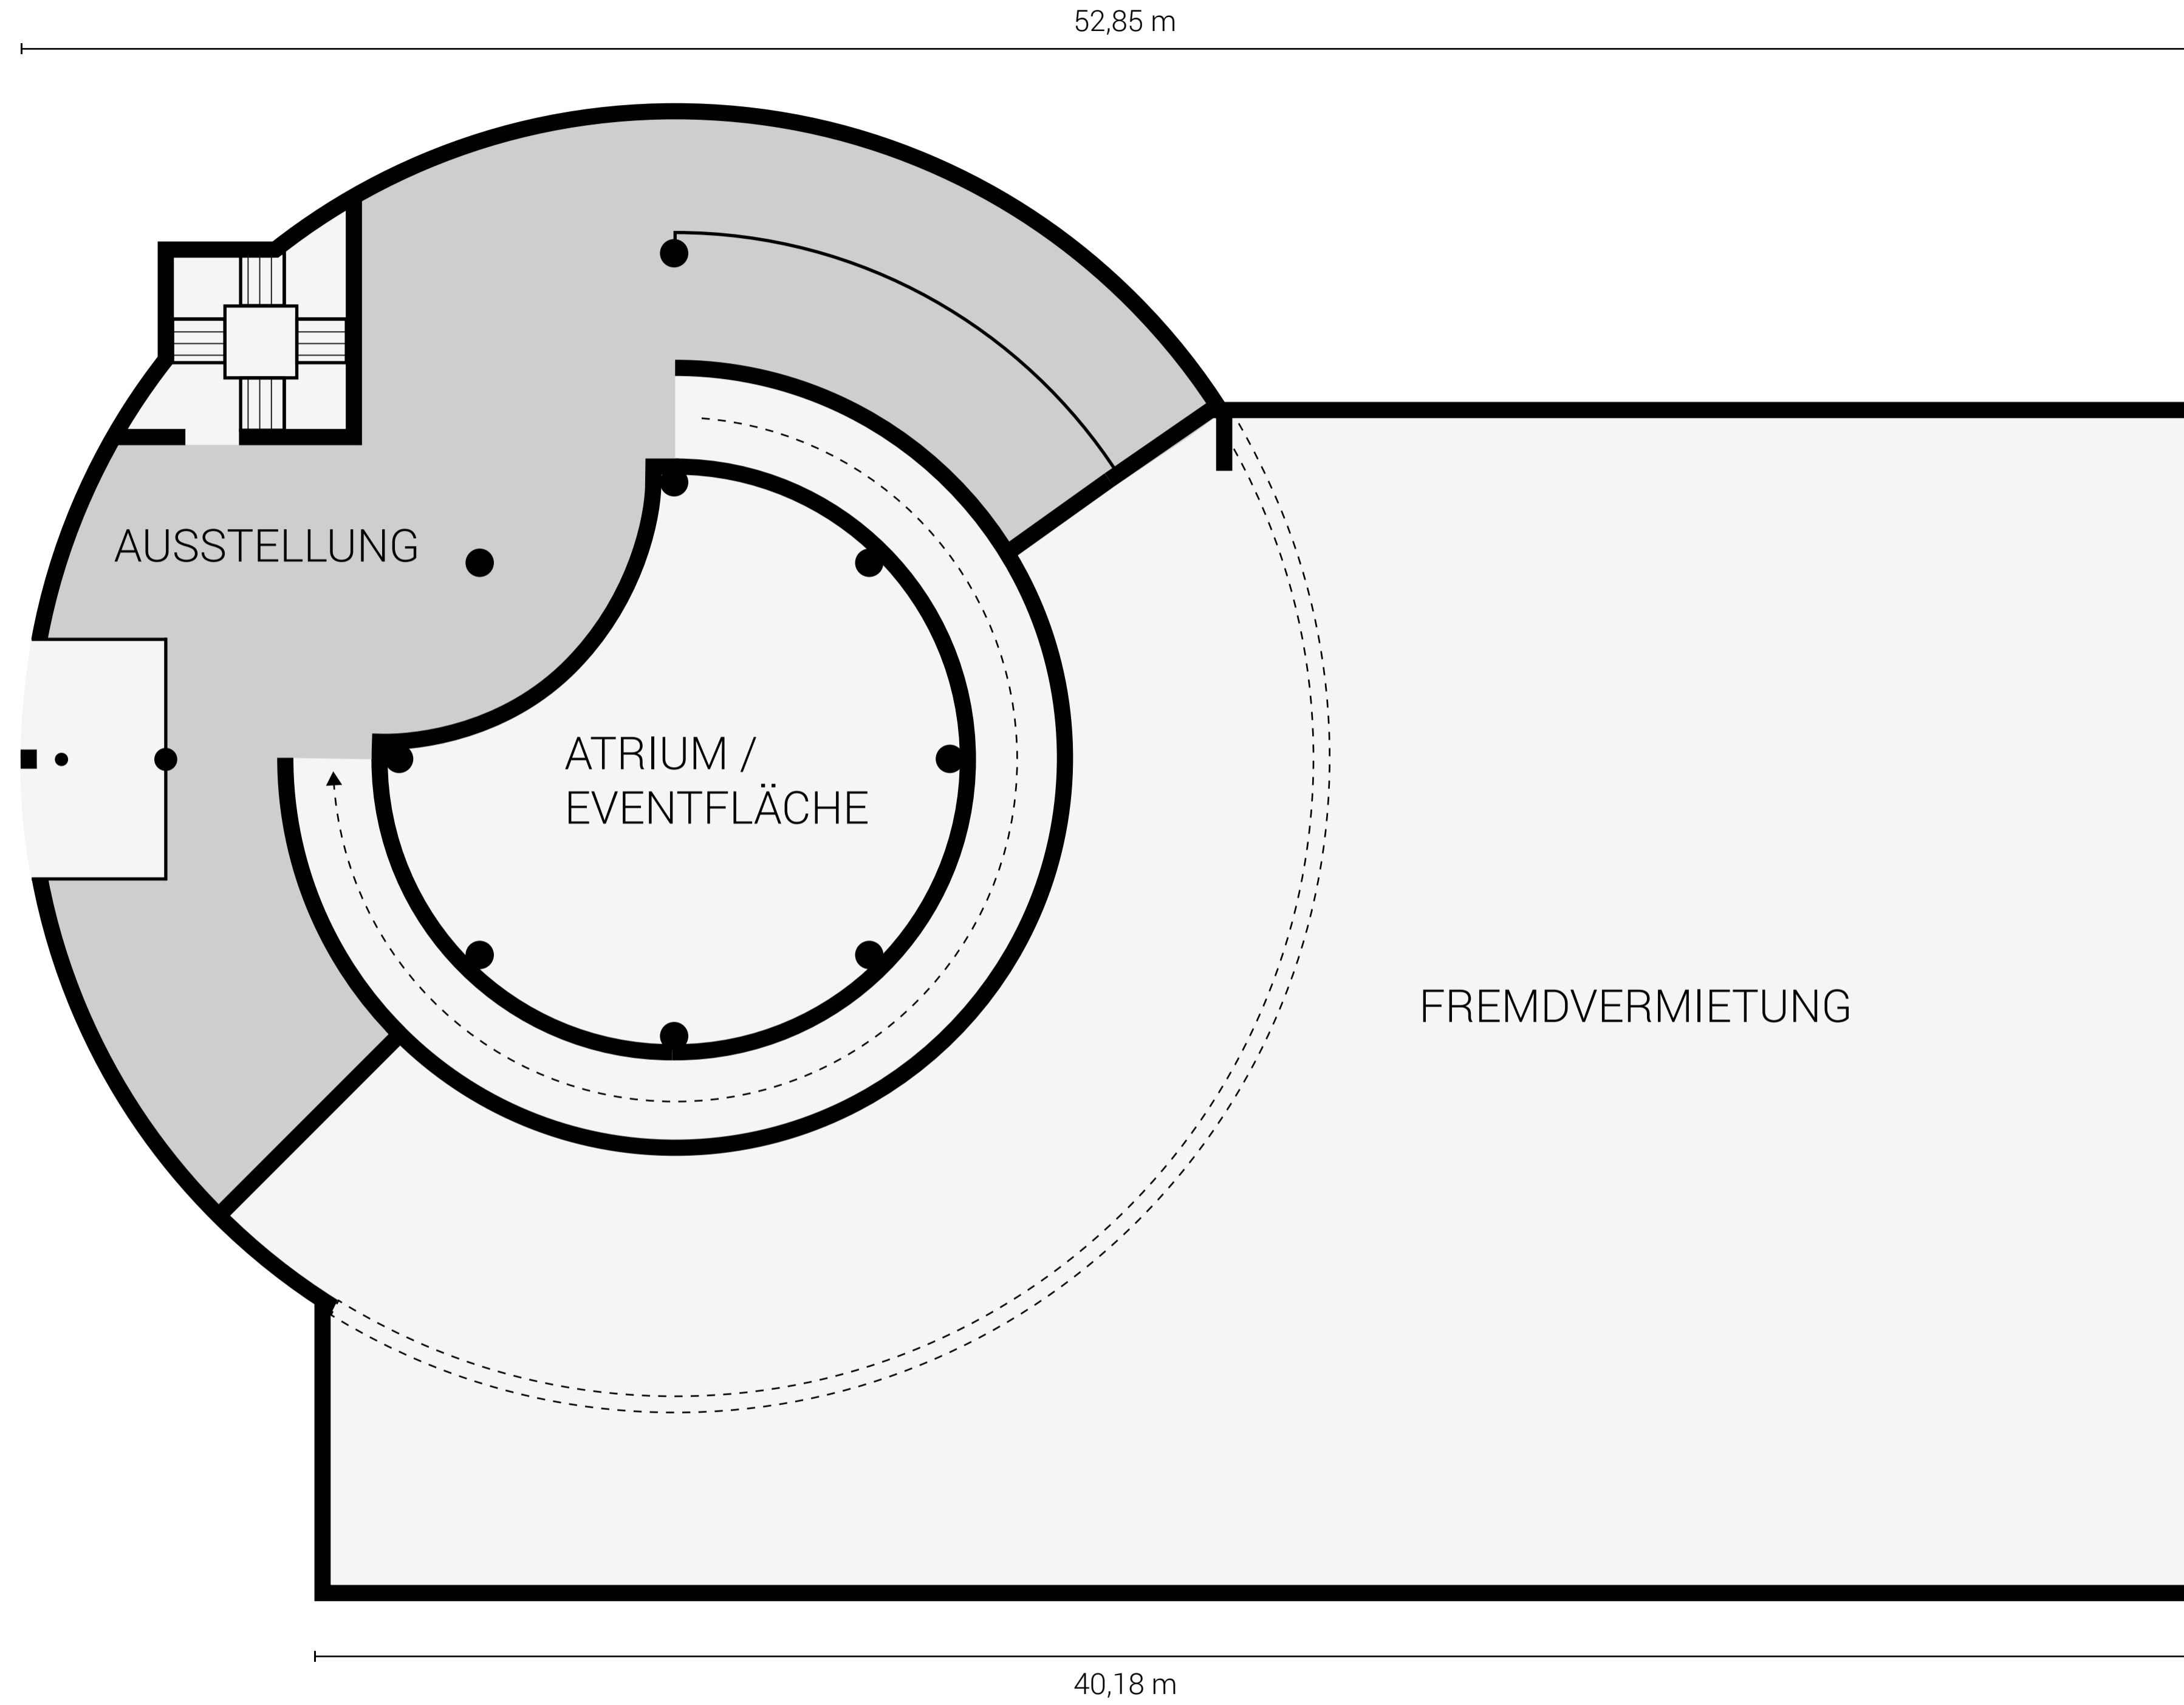 52,85 m
AUSSTELLUNG
ATRIUM /
EVENTFLÄCHE
FREMDVERMIETUNG
40,18 m